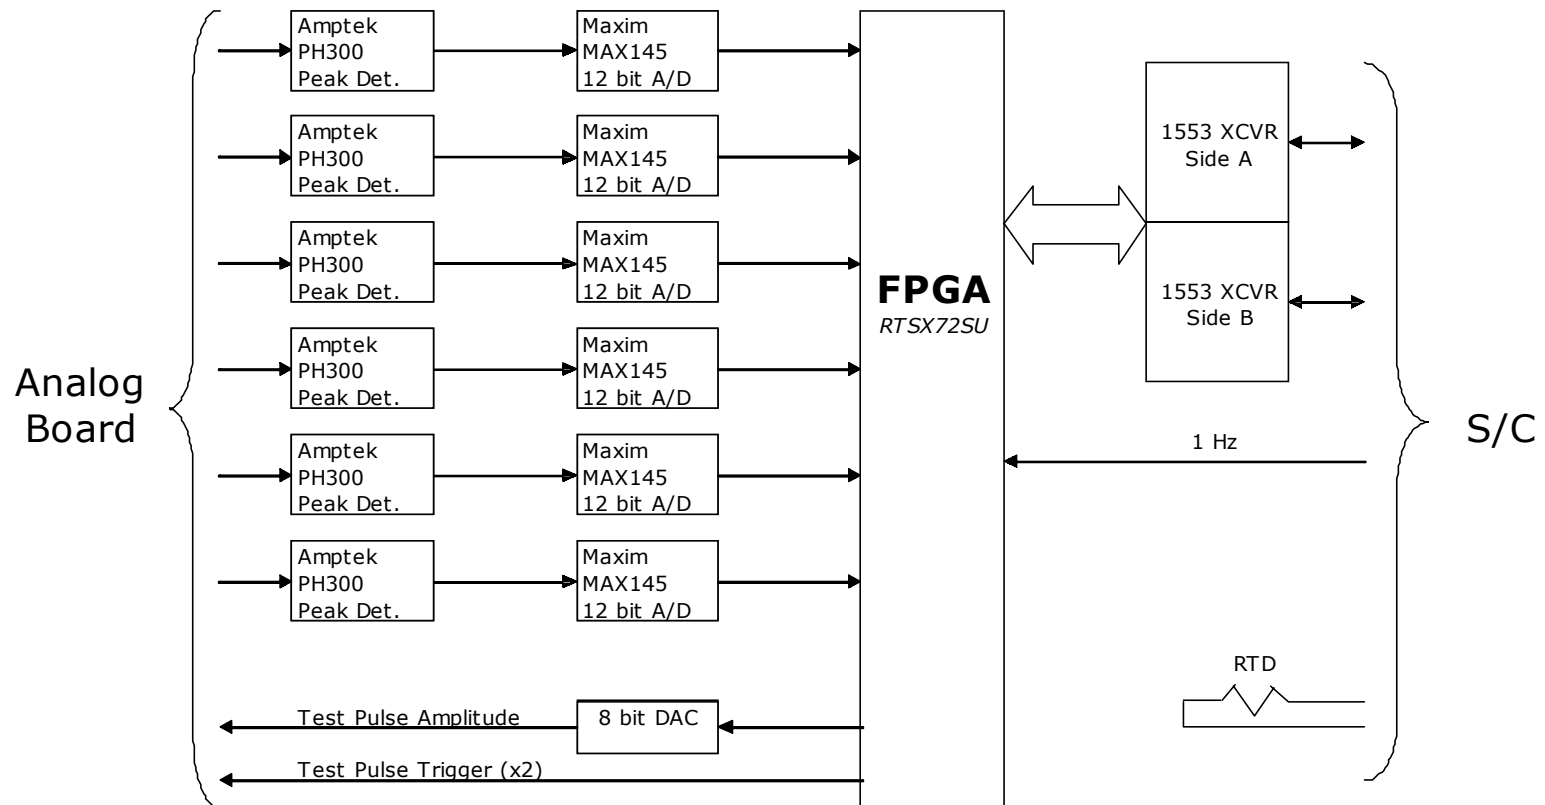 Amptek
PH300
Peak Det.
Maxim
MAX145
12 bit A/D
Amptek
PH300
Peak Det.
Maxim
MAX145
12 bit A/D
Amptek
PH300
Peak Det.
Maxim
MAX145
12 bit A/D
Amptek
PH300
Peak Det.
Maxim
MAX145
12 bit A/D
Amptek
PH300
Peak Det.
Maxim
MAX145
12 bit A/D
Amptek
PH300
Peak Det.
Maxim
MAX145
12 bit A/D
Analog
Board
Test Pulse Amplitude
8 bit DAC
Test Pulse Trigger (x2)
FPGA
RTSX72SU
1553 XCVR
Side A
1553 XCVR
Side B
1 Hz
RTD
S/C